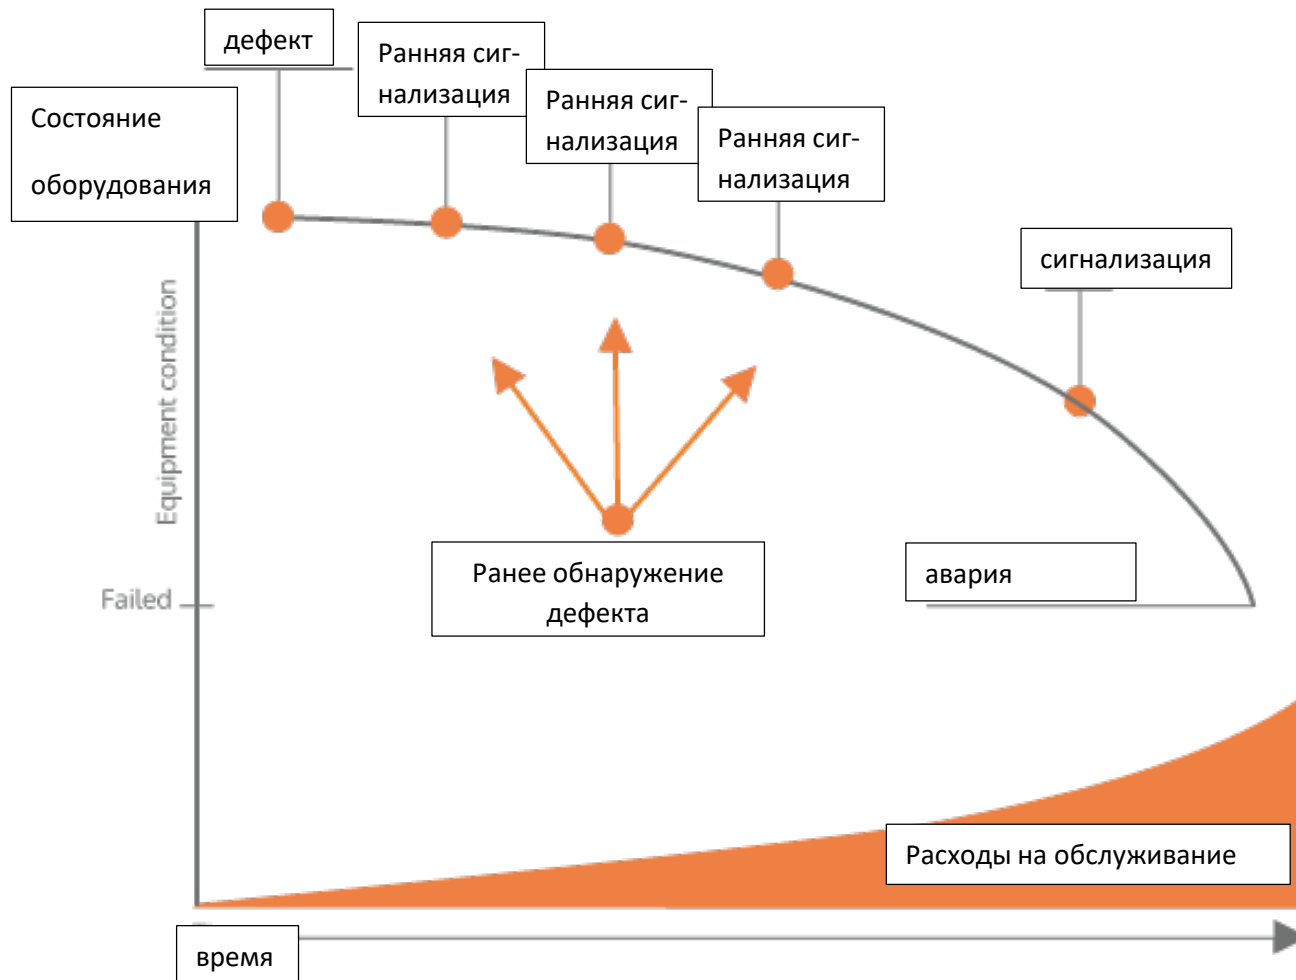 дефект
Ранняя сиг-
нализация
Ранняя сиг-
нализация
Ранняя сиг-
нализация
Состояние
оборудования
сигнализация
Equipment condition
Ранее обнаружение
дефекта
авария
Failed
Расходы на обслуживание
время